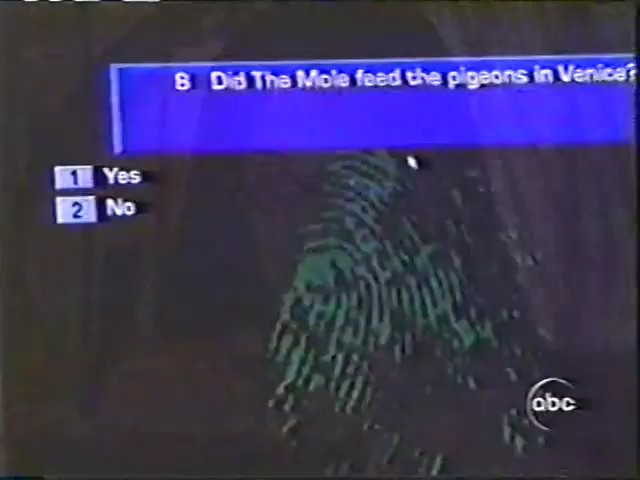 8 Did The Mole feed the pigeons in Venice?
1 Yes
2 No
abc